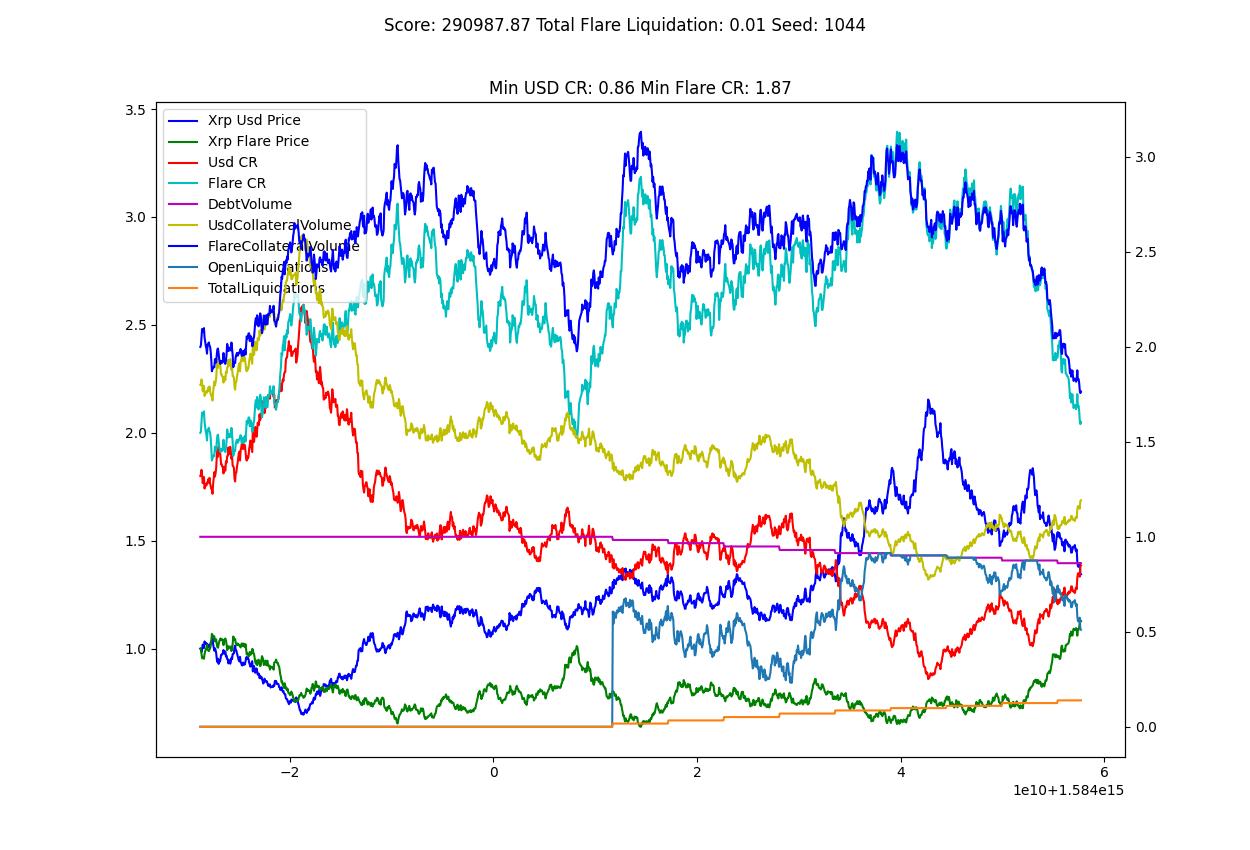 Score: 290987.87 Total Flare Liquidation: 0.01 Seed: 1044
Min USD CR: 0.86 Min Flare CR: 1.87
Xrp Usd Price
Xrp Flare Price
Usd CR
Flare CR
DebtVolume
UsdCollateralVolume
FlareCollateralVolume
OpenLiquidations
TotalLiquidations
3.5
3.0
2.5
2.0
1.5
1.0
3.0
2.5
2.0
1.5
1.0
0.5
0.0
−2
0
2
4
6
1e10+1.584e15